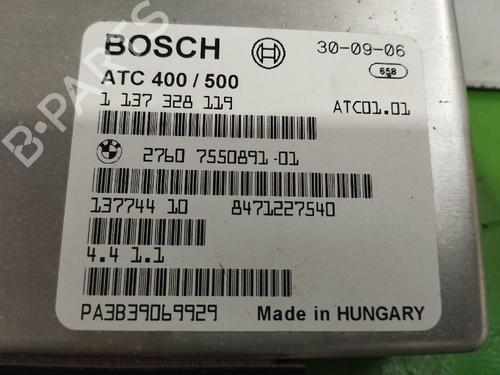 BOSCH
30-09-06
658
ATC 400 / 500
1 137 328 119
ATC01.01
2760 7550891-01
137744 10
8471227540
4.4 1.1
PA3B39069929
Made in HUNGARY
B-PARTS